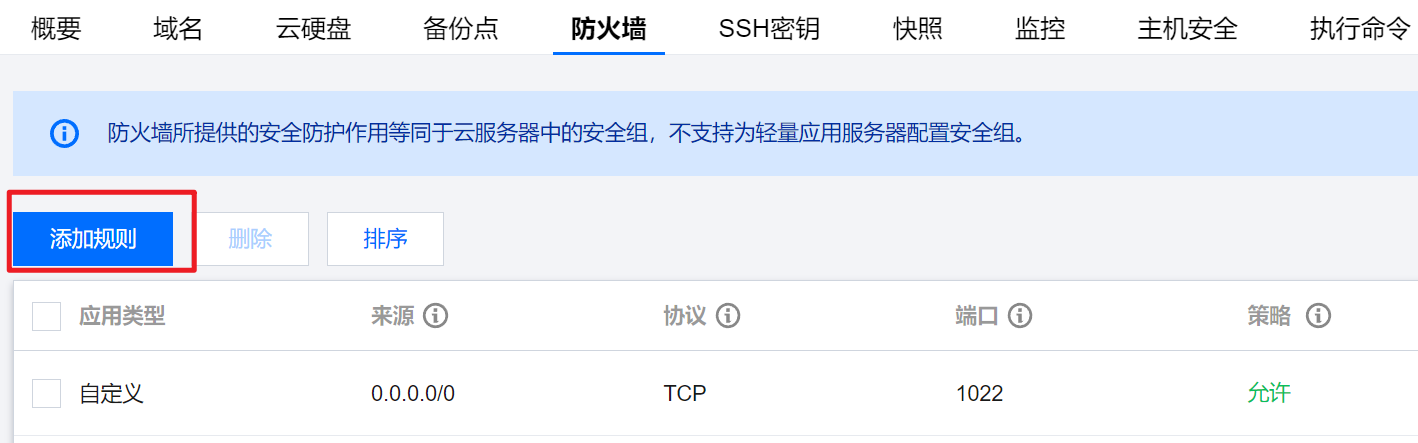 概要 域名 云硬盘 备份点 防火墙 SSH密钥 快照 监控 主机安全 执行命令
防火墙所提供的安全防护作用等同于云服务器中的安全组，不支持为轻量应用服务器配置安全组。
添加规则 删除 排序
应用类型 来源 协议 端口 策略
自定义 0.0.0.0/0 TCP 1022 允许